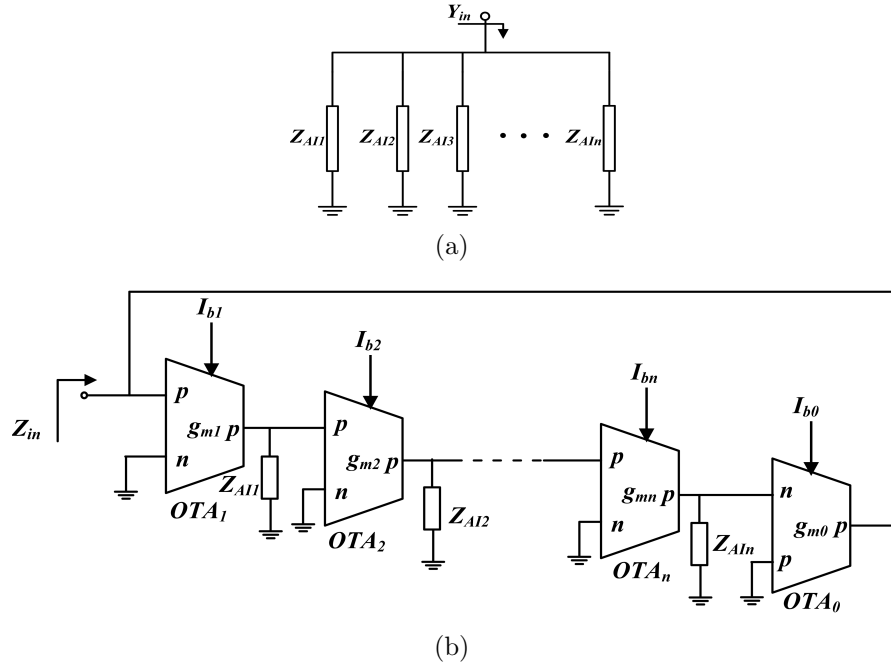 Y_in
Z_AI1 Z_AI2 Z_AI3 • • • Z_AIn
(a)
I_b1
I_b2
I_bn
I_b0
p
Z_in
g_m1 p
p
n
g_m2 p
p
Z_AI1
n
g_mn p
n
OTA_1
Z_AI2
n
Z_AIn
g_m0 p
OTA_2
p
OTA_n
OTA_0
(b)